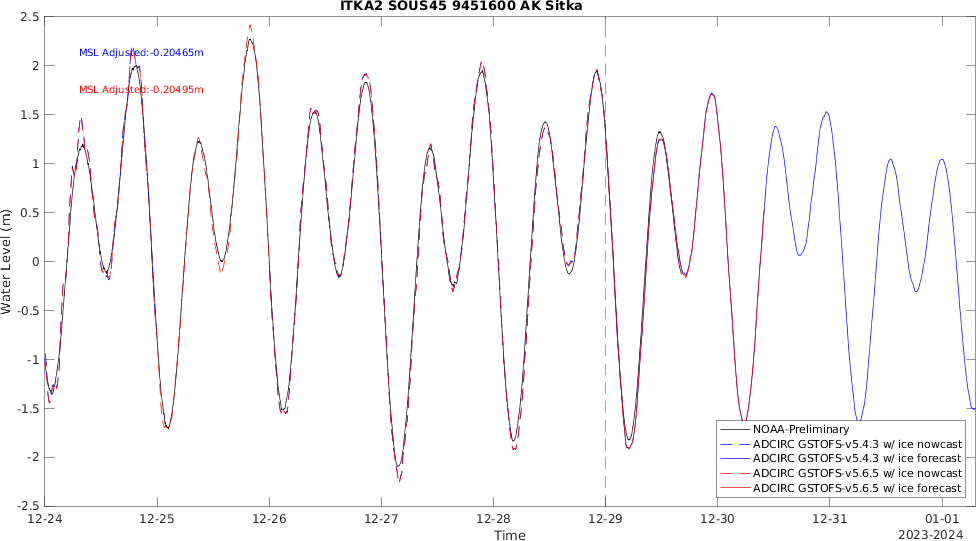 ITKA2 SOUS45 9451600 AK Sitka
2.5
2
1.5
1
0.5
0
-0.5
-1
-1.5
-2
-2.5
Water Level (m)
MSL Adjusted:-0.20465m
MSL Adjusted:-0.20495m
NOAA-Preliminary
ADCIRC GSTOFS-v5.4.3 w/ ice nowcast
ADCIRC GSTOFS-v5.4.3 w/ ice forecast
ADCIRC GSTOFS-v5.6.5 w/ ice nowcast
ADCIRC GSTOFS-v5.6.5 w/ ice forecast
12-24 12-25 12-26 12-27 12-28 12-29 12-30 12-31 01-01
Time
2023-2024